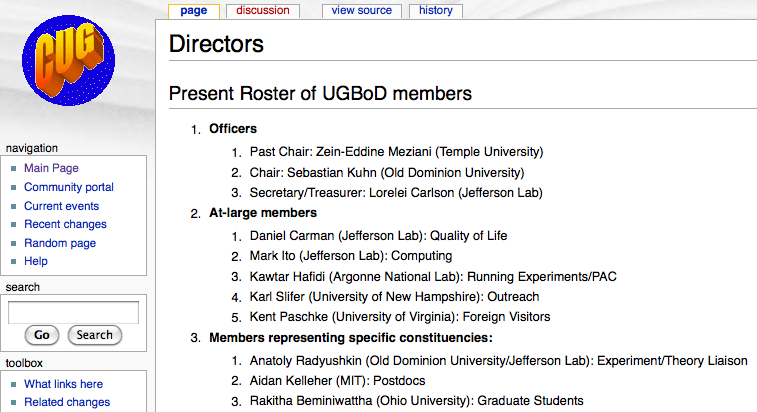 page
discussion
view source
history
CUG
Directors
Present Roster of UGBoD members
1. Officers
1. Past Chair: Zein-Eddine Meziani (Temple University)
2. Chair: Sebastian Kuhn (Old Dominion University)
3. Secretary/Treasurer: Lorelei Carlson (Jefferson Lab)
2. At-large members
1. Daniel Carman (Jefferson Lab): Quality of Life
2. Mark Ito (Jefferson Lab): Computing
3. Kawtar Hafidi (Argonne National Lab): Running Experiments/PAC
4. Karl Slifer (University of New Hampshire): Outreach
5. Kent Paschke (University of Virginia): Foreign Visitors
3. Members representing specific constituencies:
1. Anatoly Radyushkin (Old Dominion University/Jefferson Lab): Experiment/Theory Liaison
2. Aidan Kelleher (MIT): Postdocs
3. Rakitha Beminiwattha (Ohio University): Graduate Students
navigation
Main Page
Community portal
Current events
Recent changes
Random page
Help
search
Go
Search
toolbox
What links here
Related changes